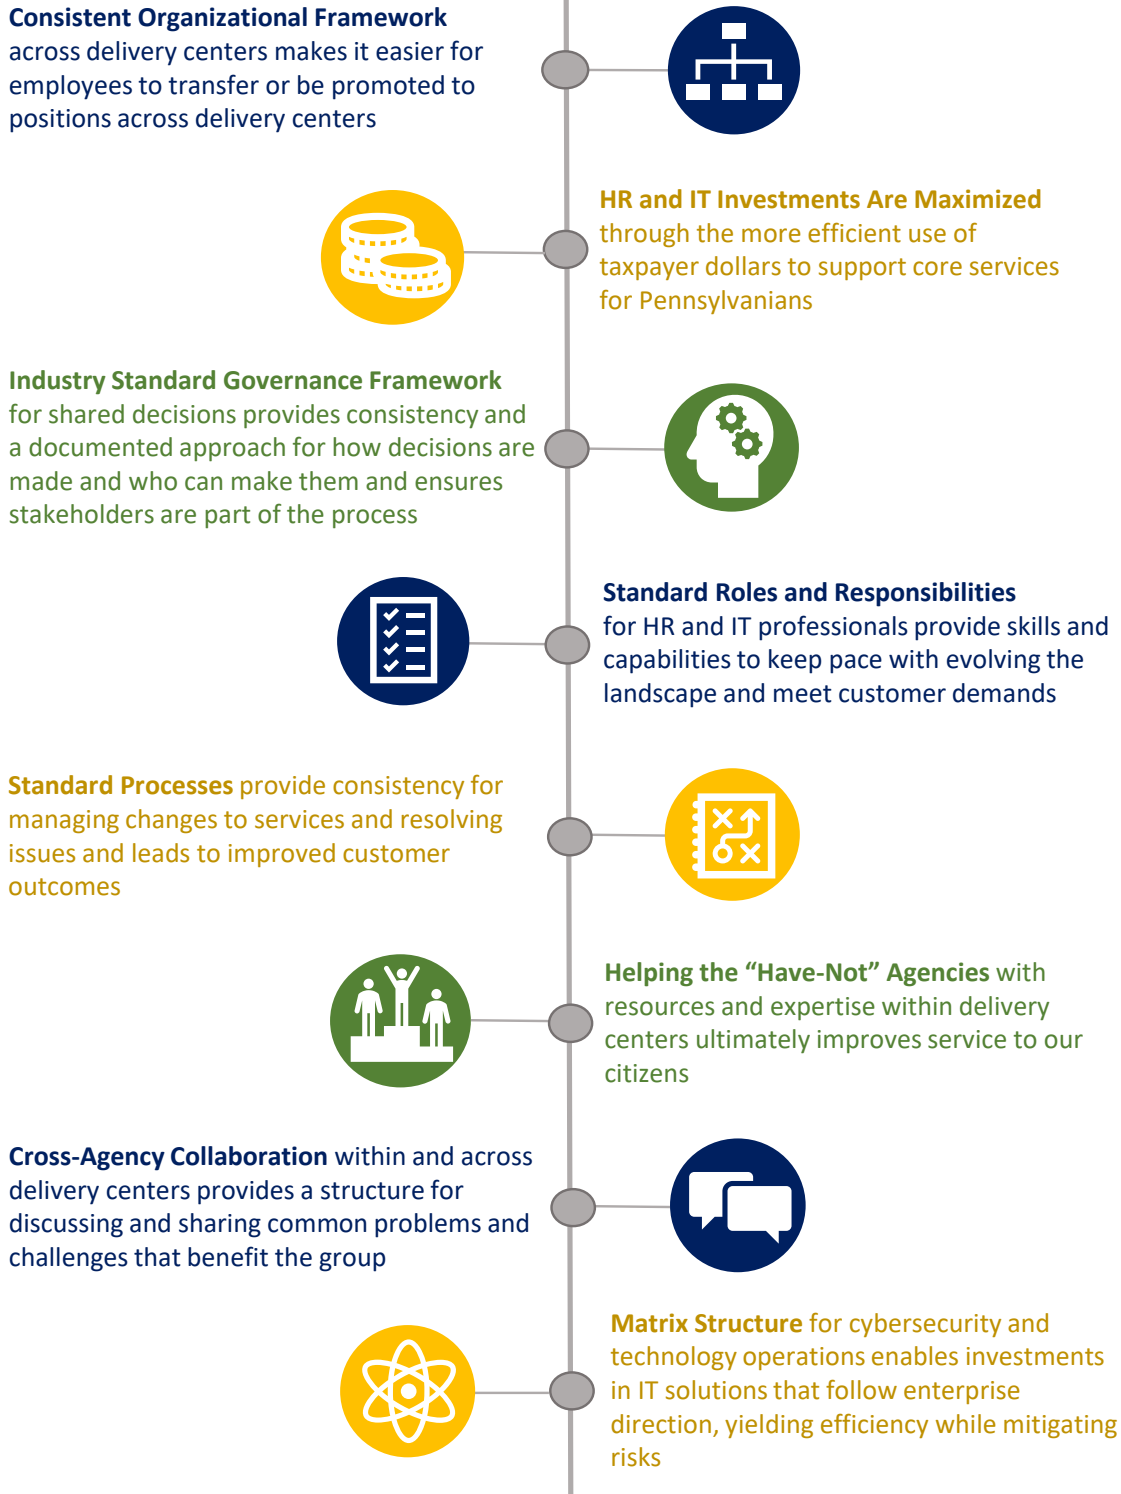 Consistent Organizational Framework
across delivery centers makes it easier for
employees to transfer or be promoted to
positions across delivery centers
HR and IT Investments Are Maximized
through the more efficient use of
taxpayer dollars to support core services
for Pennsylvanians
Industry Standard Governance Framework
for shared decisions provides consistency and
a documented approach for how decisions are
made and who can make them and ensures
stakeholders are part of the process
Standard Roles and Responsibilities
for HR and IT professionals provide skills and
capabilities to keep pace with evolving the
landscape and meet customer demands
Standard Processes provide consistency for
managing changes to services and resolving
issues and leads to improved customer
outcomes
Helping the “Have-Not” Agencies with
resources and expertise within delivery
centers ultimately improves service to our
citizens
Cross-Agency Collaboration within and across
delivery centers provides a structure for
discussing and sharing common problems and
challenges that benefit the group
Matrix Structure for cybersecurity and
technology operations enables investments
in IT solutions that follow enterprise
direction, yielding efficiency while mitigating
risks